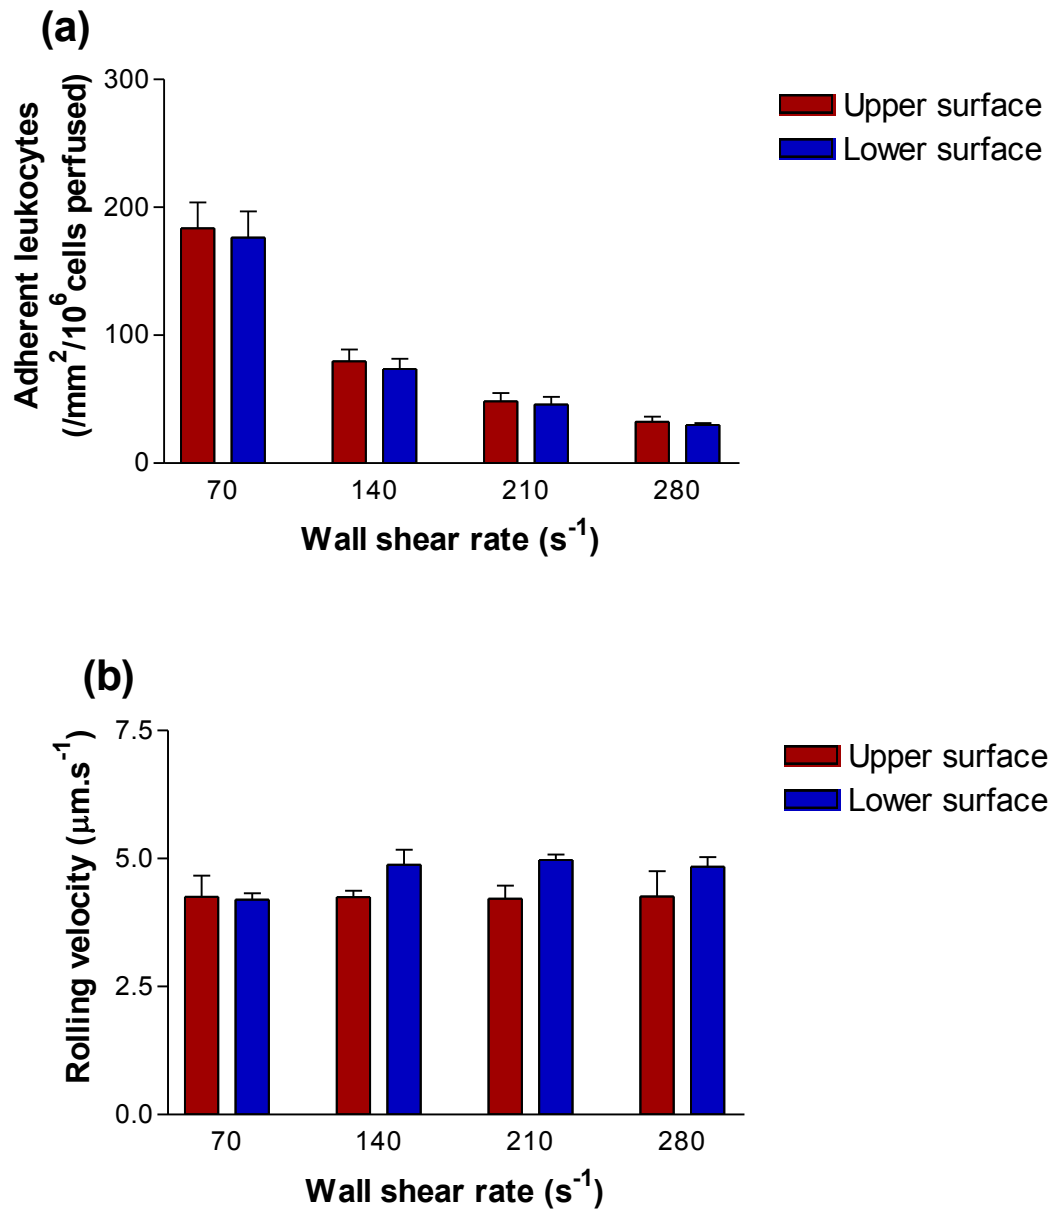 (a)
Adherent leukocytes
(/mm²/10⁶ cells perfused)
300
200
100
0
70 140 210 280
Wall shear rate (s⁻¹)
Upper surface
Lower surface
(b)
Rolling velocity (µm.s⁻¹)
7.5
5.0
2.5
0.0
70 140 210 280
Wall shear rate (s⁻¹)
Upper surface
Lower surface